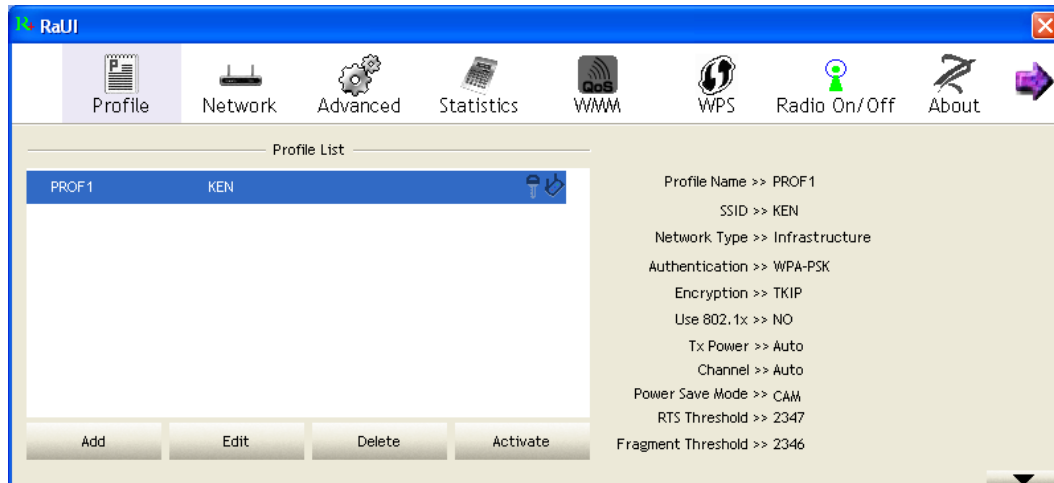 RaUI
Profile Network Advanced Statistics QoS WMM WPS Radio On/Off About
Profile List
PROF1 KEN
Profile Name >> PROF1
SSID >> KEN
Network Type >> Infrastructure
Authentication >> WPA-PSK
Encryption >> TKIP
Use 802.1x >> NO
Tx Power >> Auto
Channel >> Auto
Power Save Mode >> CAM
RTS Threshold >> 2347
Fragment Threshold >> 2346
Add Edit Delete Activate